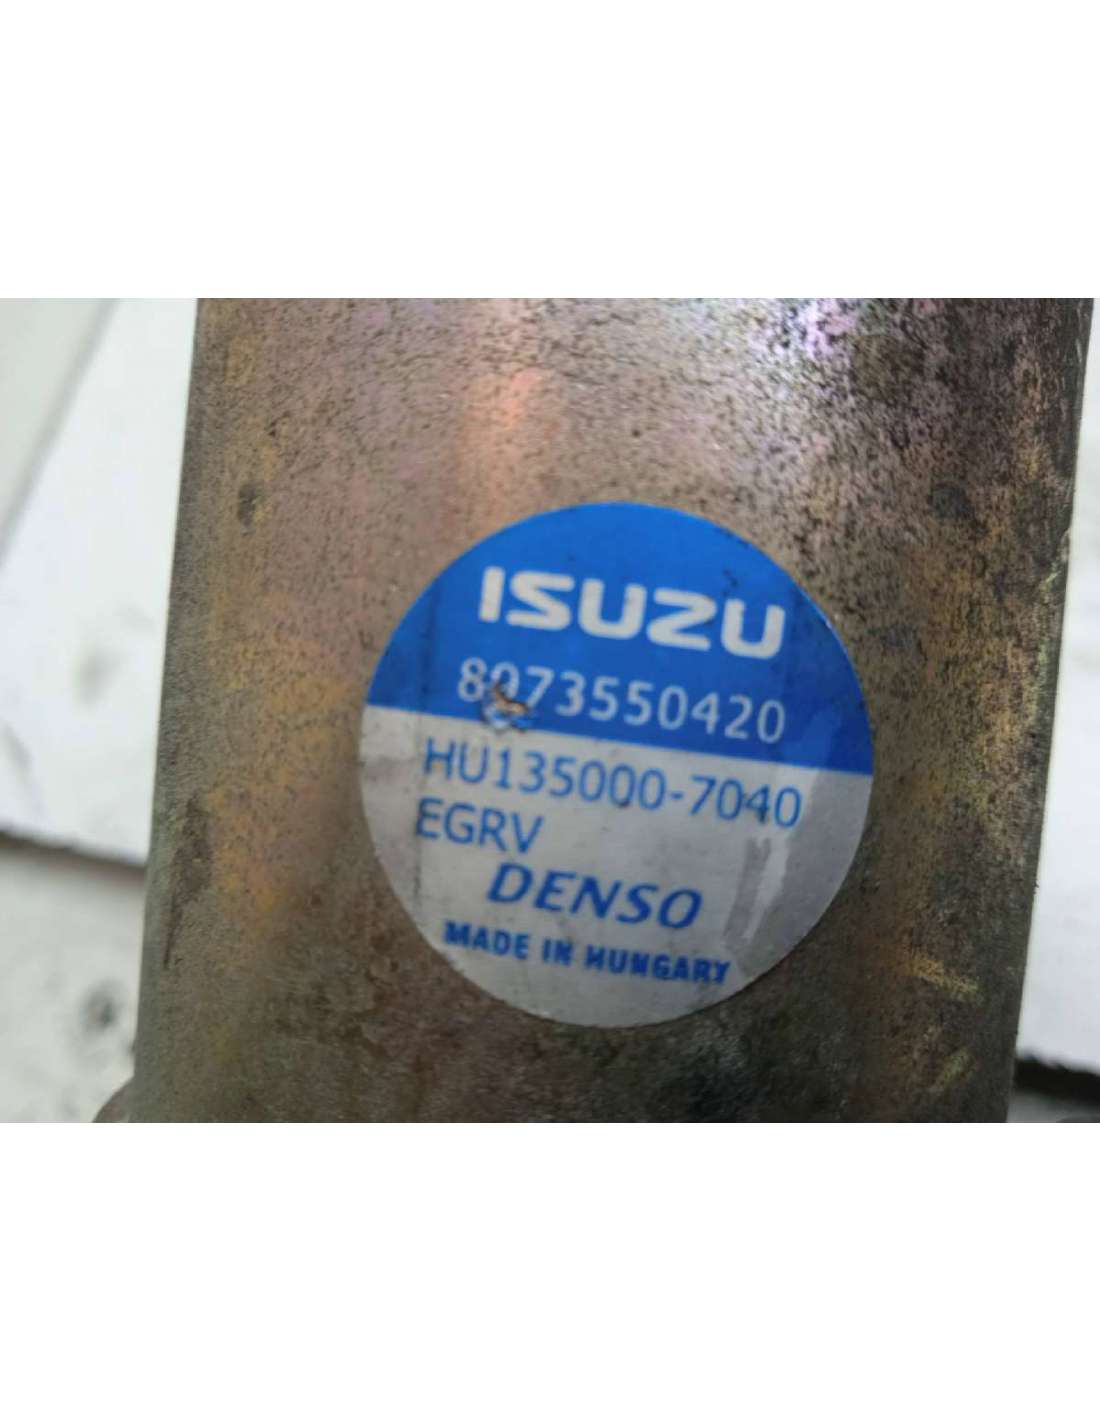 ISUZU
8973550420
HU135000-7040
EGRV
DENSO
MADE IN HUNGARY